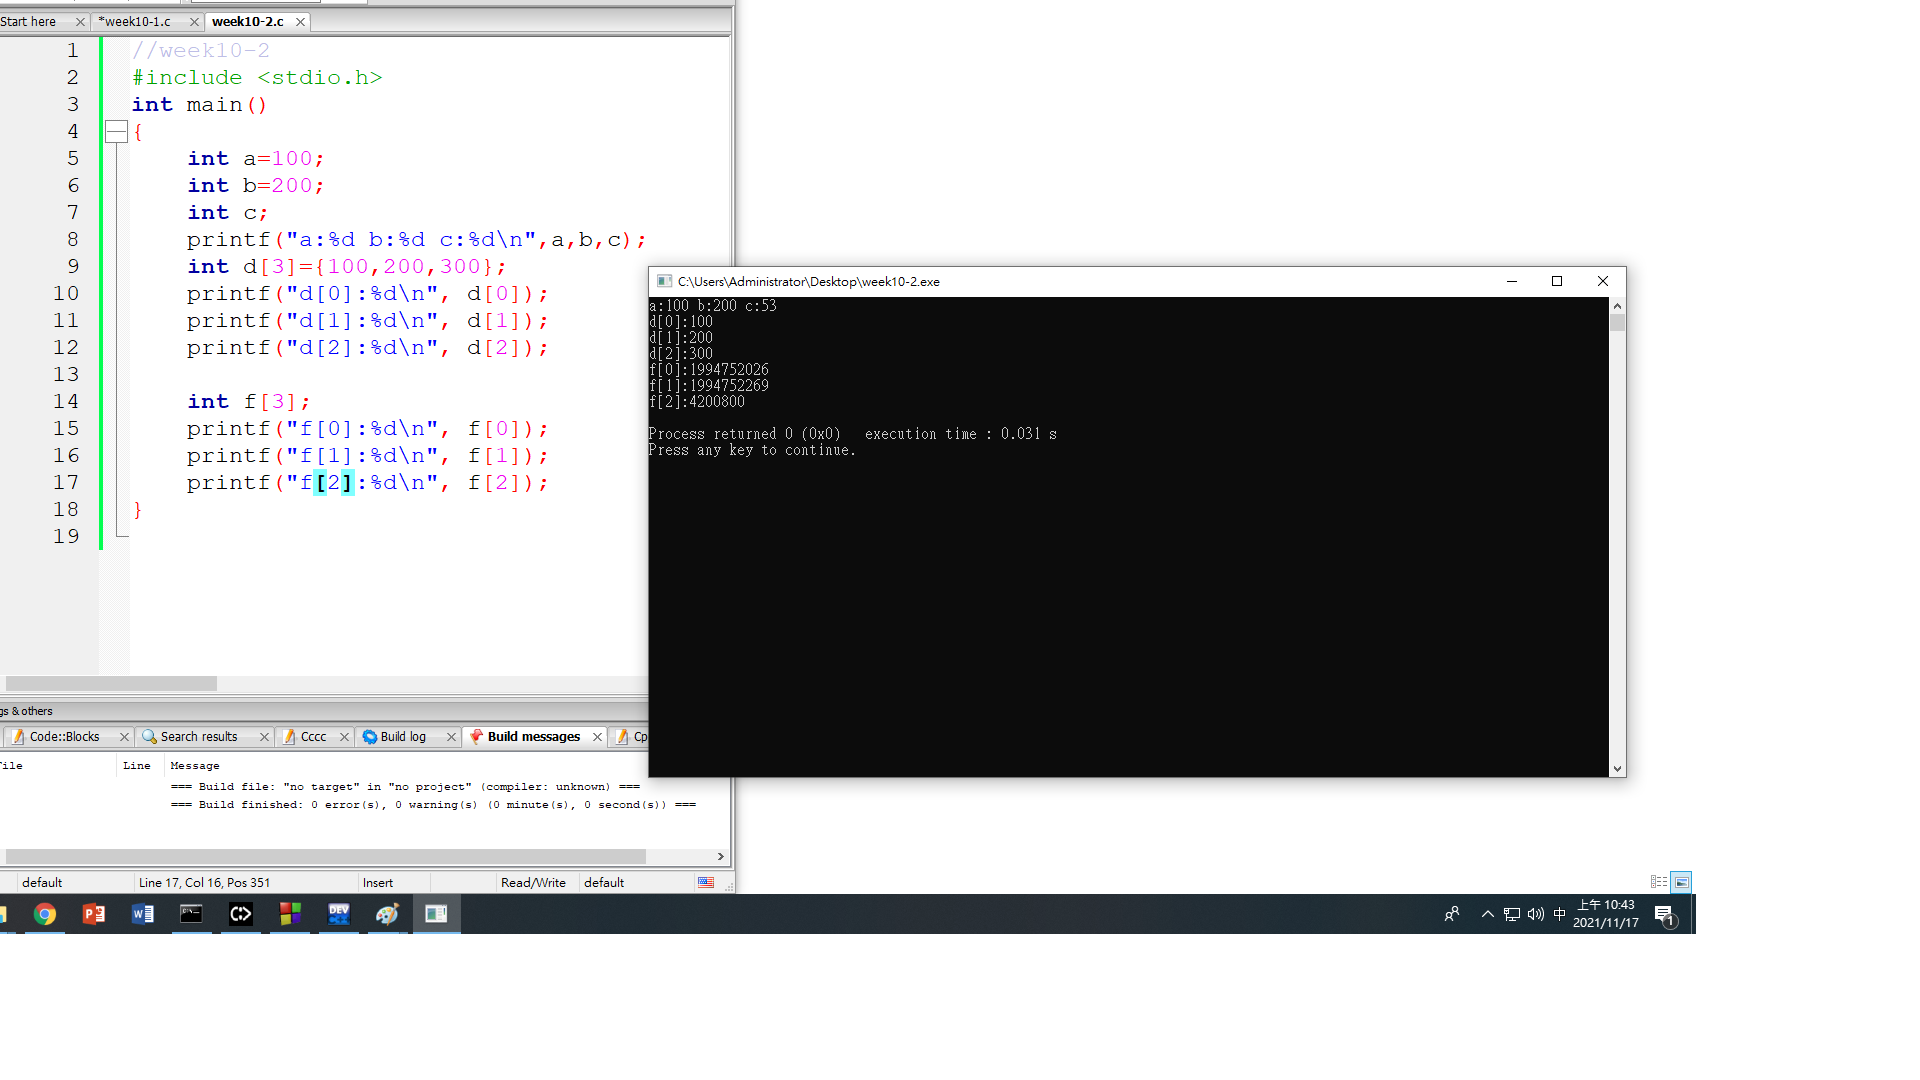 Start here
*week10-1.c
week10-2.c
1 //week10-2
2 #include <stdio.h>
3 int main()
4 {
5 int a=100;
6 int b=200;
7 int c;
8 printf("a:%d b:%d c:%d\n",a,b,c);
9 int d[3]={100,200,300};
10 printf("d[0]:%d\n", d[0]);
11 printf("d[1]:%d\n", d[1]);
12 printf("d[2]:%d\n", d[2]);
13
14 int f[3];
15 printf("f[0]:%d\n", f[0]);
16 printf("f[1]:%d\n", f[1]);
17 printf("f[2]:%d\n", f[2]);
18 }
19
C:\Users\Administrator\Desktop\week10-2.exe
a:100 b:200 c:53
d[0]:100
d[1]:200
d[2]:300
f[0]:1994752026
f[1]:1994752269
f[2]:4200800
Process returned 0 (0x0)   execution time : 0.031 s
Press any key to continue.
gs & others
Code::Blocks
Search results
Cccc
Build log
Build messages
Cp
File Line Message
=== Build file: "no target" in "no project" (compiler: unknown) ===
=== Build finished: 0 error(s), 0 warning(s) (0 minute(s), 0 second(s)) ===
default
Line 17, Col 16, Pos 351
Insert
Read/Write
default
DEV
中
上午 10:43
2021/11/17
1